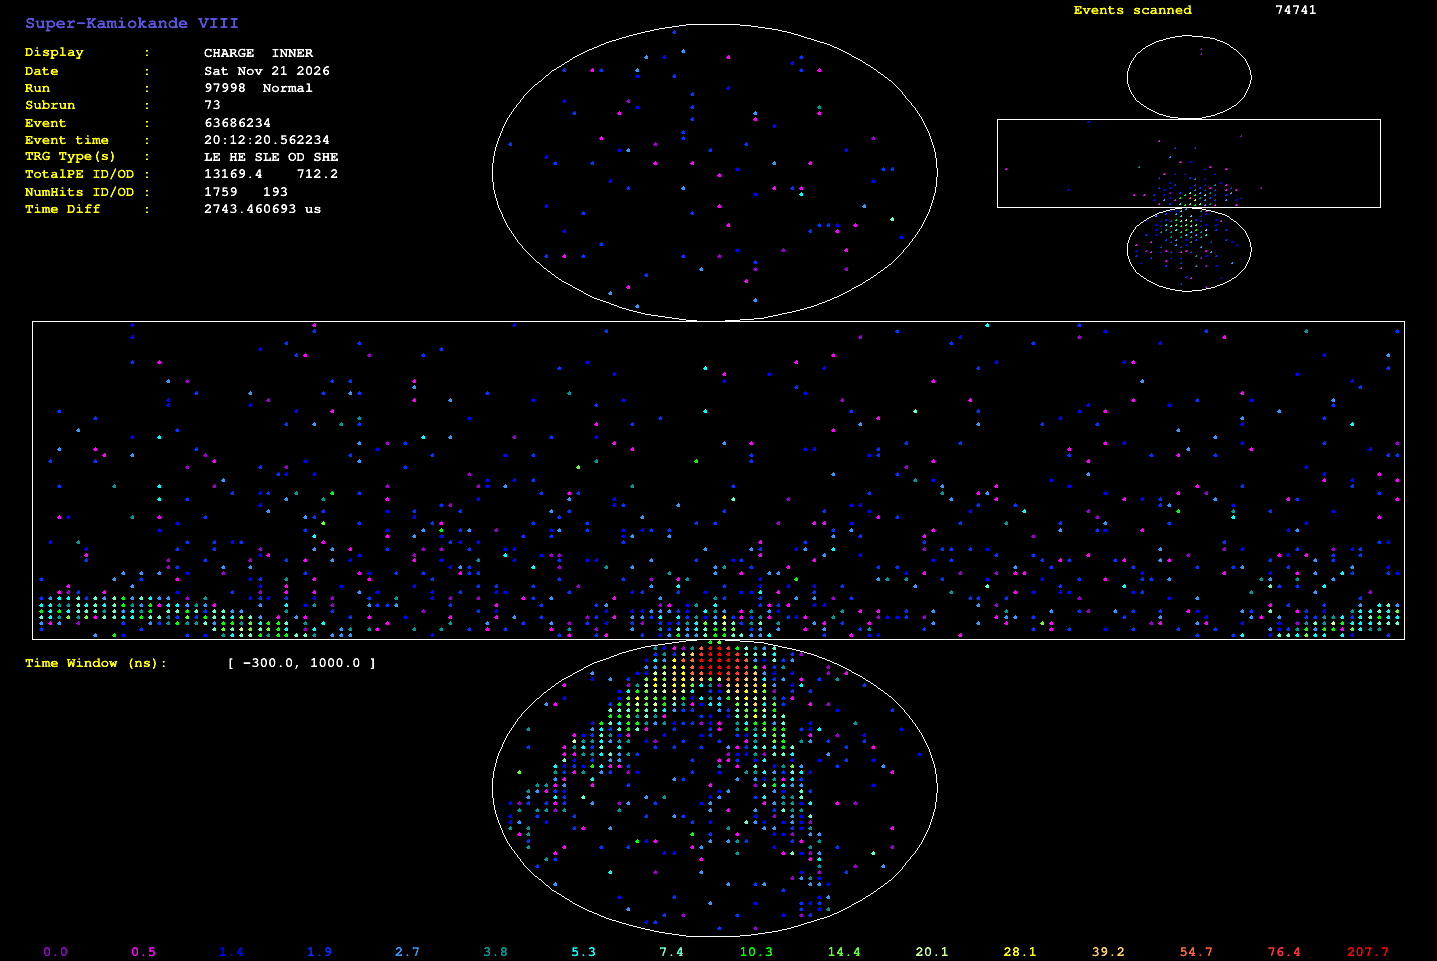 Super-Kamiokande VIII
Events scanned 74741
Display : CHARGE INNER
Date : Sat Nov 21 2026
Run : 97998 Normal
Subrun : 73
Event : 63686234
Event time : 20:12:20.562234
TRG Type(s) : LE HE SLE OD SHE
TotalPE ID/OD : 13169.4 712.2
NumHits ID/OD : 1759 193
Time Diff : 2743.460693 us
Time Window (ns): [ -300.0, 1000.0 ]
0.0 0.5 1.4 1.9 2.7 3.8 5.3 7.4 10.3 14.4 20.1 28.1 39.2 54.7 76.4 207.7